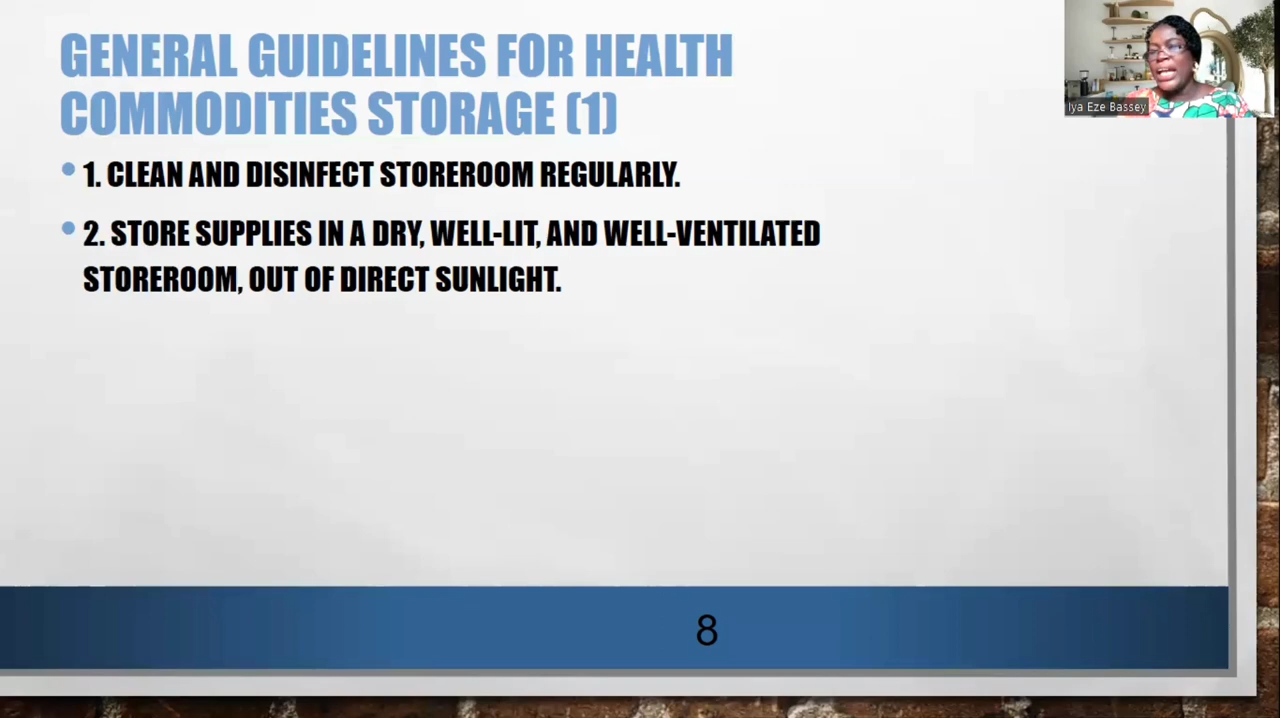 GENERAL GUIDELINES FOR HEALTH
COMMODITIES STORAGE (1)
1. CLEAN AND DISINFECT STOREROOM REGULARLY.
2. STORE SUPPLIES IN A DRY, WELL-LIT, AND WELL-VENTILATED
STOREROOM, OUT OF DIRECT SUNLIGHT.
8
Iya Eze Bassey